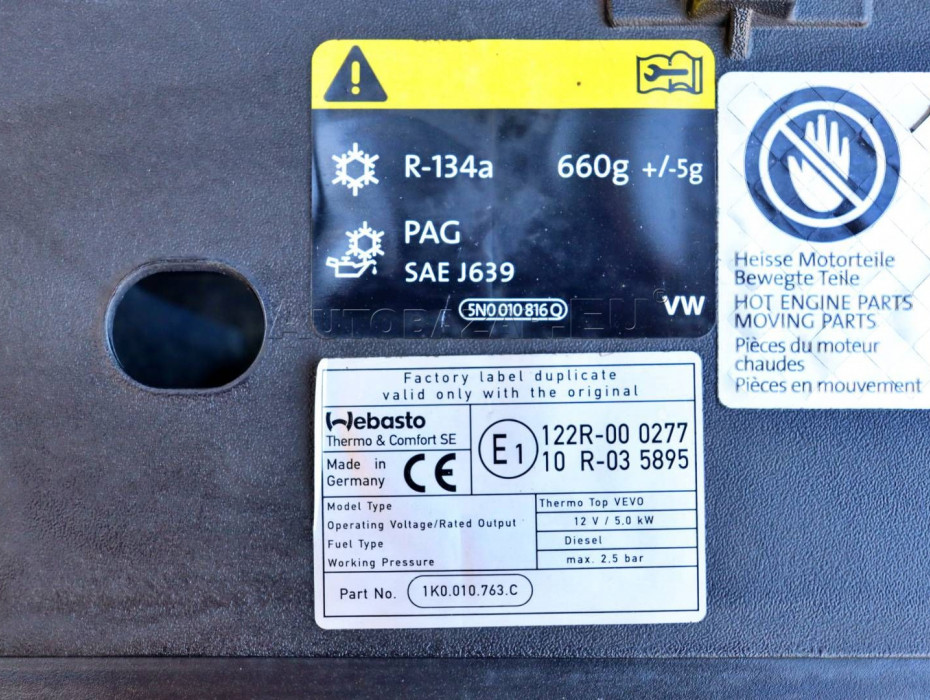 R-134a 660g +/-5g
PAG
SAE J639
5N0 010 816 Q
VW
AUTOBAZAR.EU
Heisse Motorteile
Bewegte Teile
HOT ENGINE PARTS
MOVING PARTS
Pièces du moteur
chaudes
Pièces en mouvement
Factory label duplicate
valid only with the original
Webasto
Thermo & Comfort SE
Made in
Germany
CE
E1
122R-00 0277
10 R-03 5895
Model Type Thermo Top VEVO
Operating Voltage/Rated Output 12 V / 5.0 kW
Fuel Type Diesel
Working Pressure max. 2.5 bar
Part No. 1K0.010.763.C